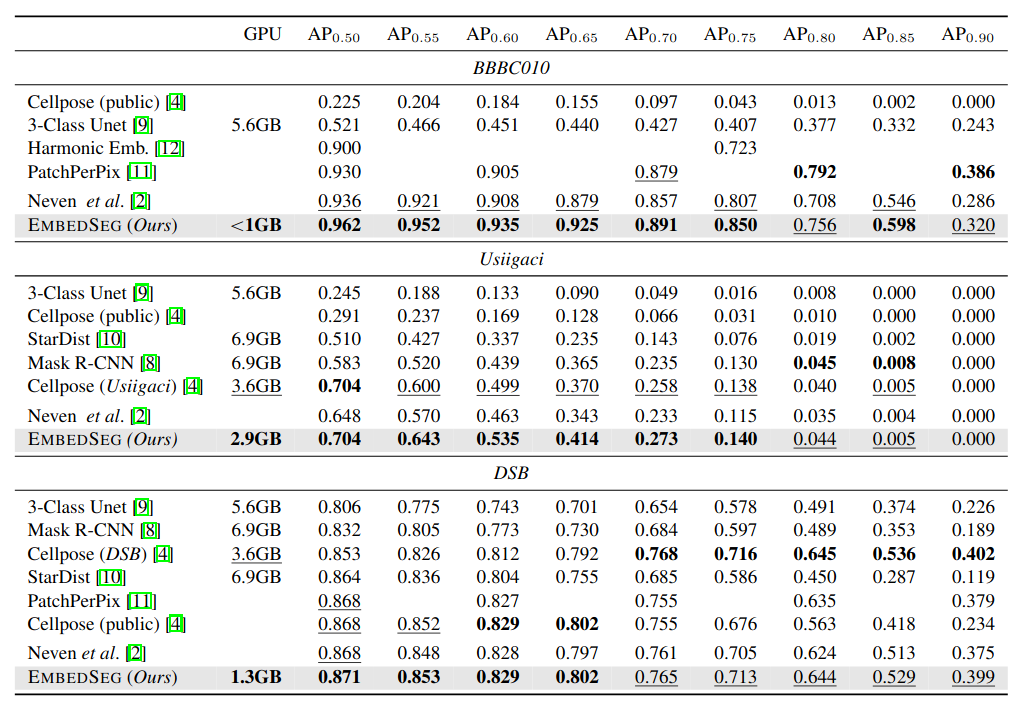 GPU AP0.50 AP0.55 AP0.60 AP0.65 AP0.70 AP0.75 AP0.80 AP0.85 AP0.90
BBBC010
Cellpose (public) [4] 0.225 0.204 0.184 0.155 0.097 0.043 0.013 0.002 0.000
3-Class Unet [9] 5.6GB 0.521 0.466 0.451 0.440 0.427 0.407 0.377 0.332 0.243
Harmonic Emb. [12] 0.900 0.723
PatchPerPix [11] 0.930 0.905 0.879 0.792 0.386
Neven et al. [2] 0.936 0.921 0.908 0.879 0.857 0.807 0.708 0.546 0.286
EMBEDSEG (Ours) <1GB 0.962 0.952 0.935 0.925 0.891 0.850 0.756 0.598 0.320
Usiigaci
3-Class Unet [9] 5.6GB 0.245 0.188 0.133 0.090 0.049 0.016 0.008 0.000 0.000
Cellpose (public) [4] 0.291 0.237 0.169 0.128 0.066 0.031 0.010 0.000 0.000
StarDist [10] 6.9GB 0.510 0.427 0.337 0.235 0.143 0.076 0.019 0.002 0.000
Mask R-CNN [8] 6.9GB 0.583 0.520 0.439 0.365 0.235 0.130 0.045 0.008 0.000
Cellpose (Usiigaci) [4] 3.6GB 0.704 0.600 0.499 0.370 0.258 0.138 0.040 0.005 0.000
Neven et al. [2] 0.648 0.570 0.463 0.343 0.233 0.115 0.035 0.004 0.000
EMBEDSEG (Ours) 2.9GB 0.704 0.643 0.535 0.414 0.273 0.140 0.044 0.005 0.000
DSB
3-Class Unet [9] 5.6GB 0.806 0.775 0.743 0.701 0.654 0.578 0.491 0.374 0.226
Mask R-CNN [8] 6.9GB 0.832 0.805 0.773 0.730 0.684 0.597 0.489 0.353 0.189
Cellpose (DSB) [4] 3.6GB 0.853 0.826 0.812 0.792 0.768 0.716 0.645 0.536 0.402
StarDist [10] 6.9GB 0.864 0.836 0.804 0.755 0.685 0.586 0.450 0.287 0.119
PatchPerPix [11] 0.868 0.827 0.755 0.635 0.379
Cellpose (public) [4] 0.868 0.852 0.829 0.802 0.755 0.676 0.563 0.418 0.234
Neven et al. [2] 0.868 0.848 0.828 0.797 0.761 0.705 0.624 0.513 0.375
EMBEDSEG (Ours) 1.3GB 0.871 0.853 0.829 0.802 0.765 0.713 0.644 0.529 0.399